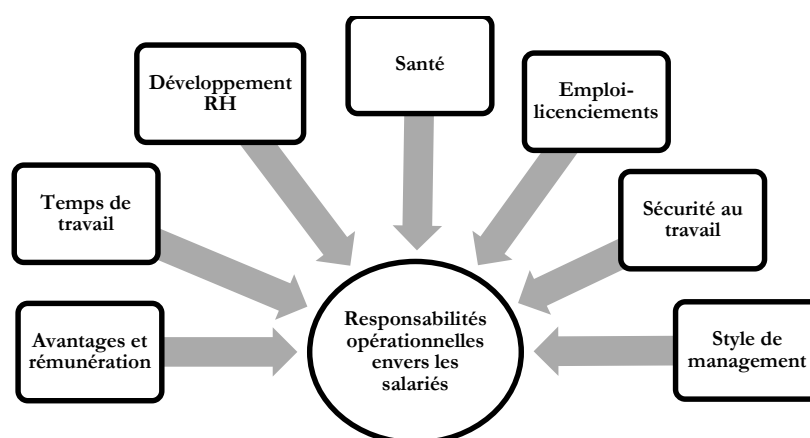 Santé
Développement
RH
Emploi-
licenciements
Temps de
travail
Sécurité au
travail
Avantages et
rémunération
Responsabilités
opérationnelles
envers les
salariés
Style de
management